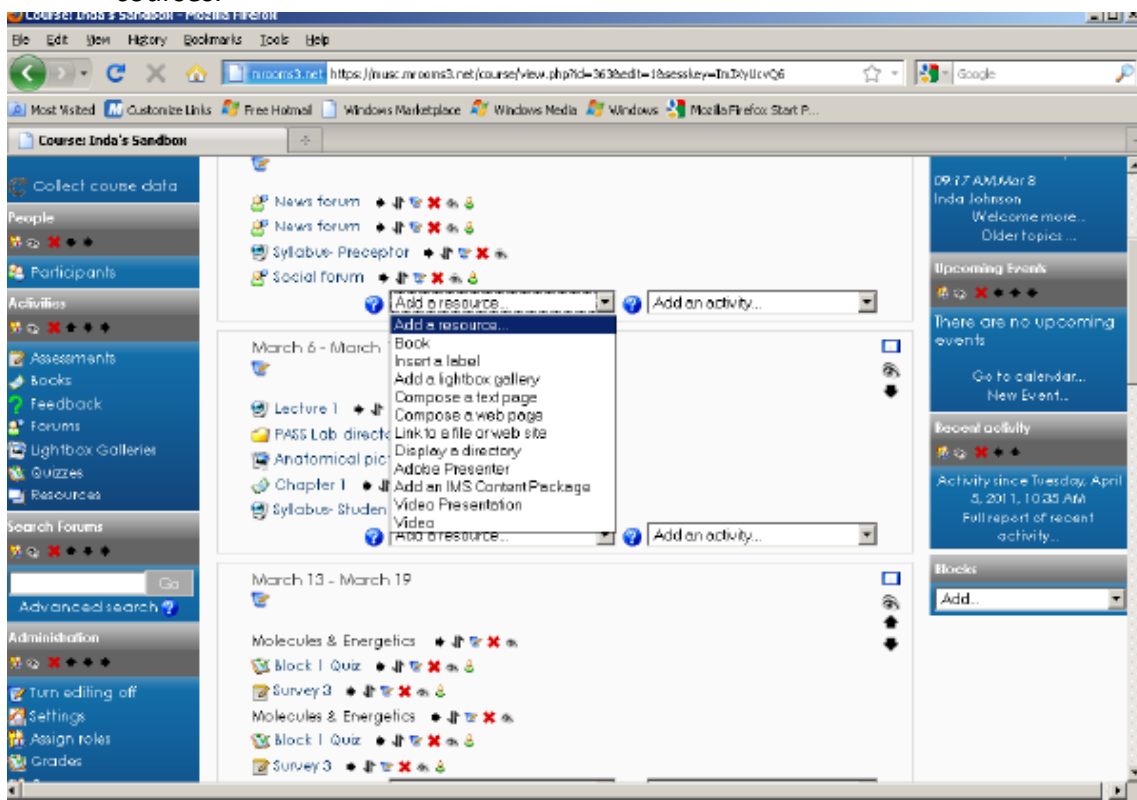 courses.
Course: Inda's Sandbox - Mozilla Firefox
File Edit View History Bookmarks Tools Help
mrooms3.net https://musc.mrooms3.net/course/view.php?id=363&edit=1&sesskey= Google
Most Visited Customize Links Free Hotmail Windows Marketplace Windows Media Windows Mozilla Firefox Start P...
Course: Inda's Sandbox
Collect course data
People
Participants
Activities
Assessments
Books
Feedback
Forums
Lightbox Galleries
Quizzes
Resources
Search Forums
Go
Advanced search
Administration
Turn editing off
Settings
Assign roles
Grades
News forum
News forum
Syllabus- Preceptor
Social forum
Add a resource... Add an activity...
Add a resource...
Book
Insert a label
Add a lightbox gallery
Compose a text page
Compose a web page
Link to a file or web site
Display a directory
Adobe Presenter
Add an IMS Content Package
Video Presentation
Video
March 6 - March
Lecture 1
PASS Lab directo
Anatomical pic
Chapter 1
Syllabus- Studen
Add a resource... Add an activity...
March 13 - March 19
Molecules & Energetics
Block I Quiz
Survey 3
Molecules & Energetics
Block I Quiz
Survey 3
09:17 AM, Mar 8
Inda Johnson
Welcome more...
Older topics ...
Upcoming Events
There are no upcoming
events
Go to calendar...
New Event...
Recent activity
Activity since Tuesday, April
5, 2011, 10:35 AM
Full report of recent
activity...
Blocks
Add...